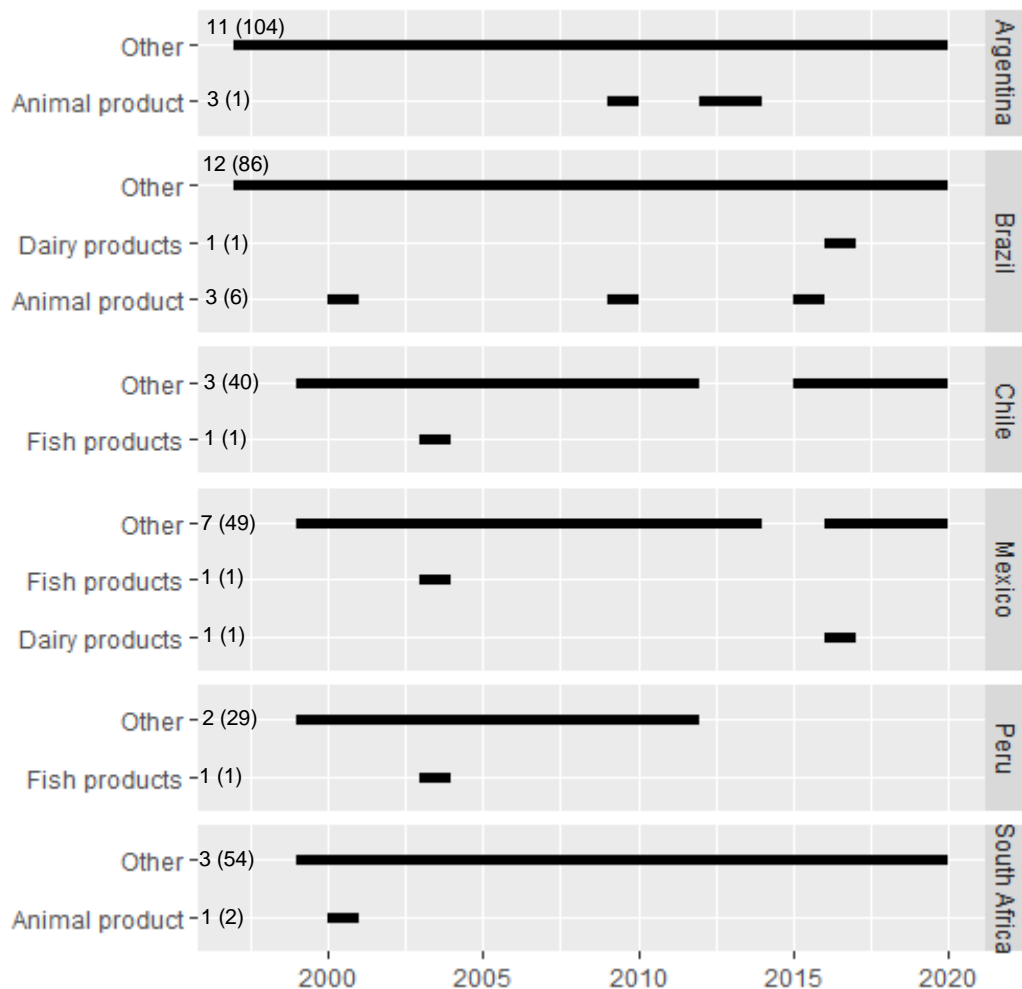 11 (104)
Other
Animal product 3 (1)
Argentina
12 (86)
Other
Dairy products 1 (1)
Animal product 3 (6)
Brazil
Other 3 (40)
Fish products 1 (1)
Chile
Other 7 (49)
Fish products 1 (1)
Dairy products 1 (1)
Mexico
Other 2 (29)
Fish products 1 (1)
Peru
Other 3 (54)
Animal product 1 (2)
South Africa
2000 2005 2010 2015 2020